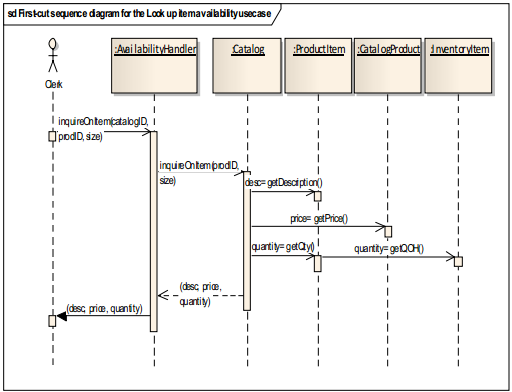 sd First-cut sequence diagram for the Look up item availability use case
:AvailabilityHandler
:Catalog
:ProductItem
:CatalogProduct
:InventoryItem
Clerk
inquireOnItem(catalogID,
prodID, size)
inquireOnItem(prodID,
size)
desc= getDescription()
price= getPrice()
quantity= getQty()
quantity= getQOH()
(desc, price,
quantity)
(desc, price, quantity)